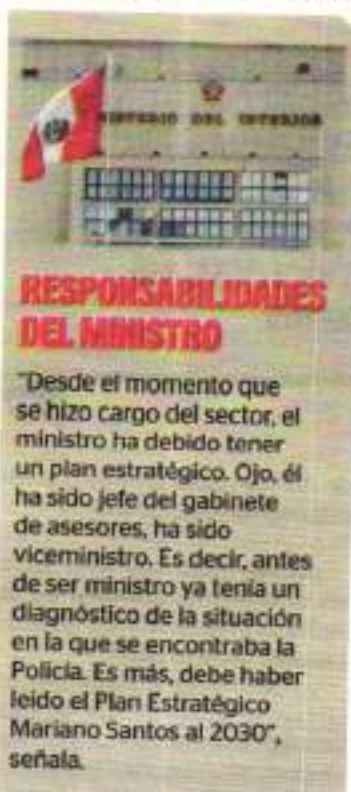 MINISTERIO DEL INTERIOR
RESPONSABILIDADES
DEL MINISTRO
"Desde el momento que
se hizo cargo del sector, el
ministro ha debido tener
un plan estratégico. Ojo, él
ha sido jefe del gabinete
de asesores, ha sido
viceministro. Es decir, antes
de ser ministro ya tenía un
diagnóstico de la situación
en la que se encontraba la
Policía. Es más, debe haber
leido el Plan Estratégico
Mariano Santos al 2030",
señala.